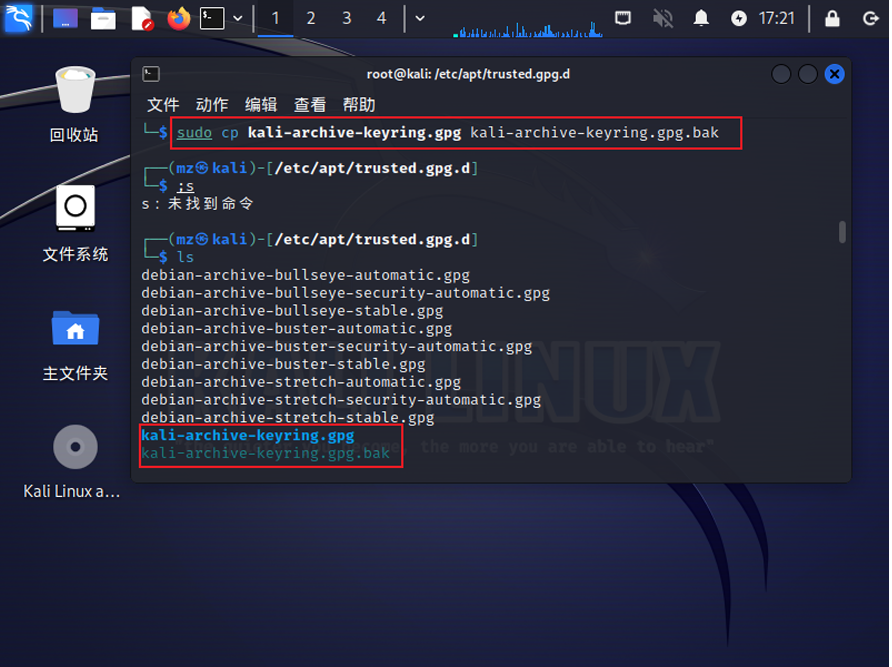 1 2 3 4 17:21
root@kali: /etc/apt/trusted.gpg.d
文件 动作 编辑 查看 帮助
└─$ sudo cp kali-archive-keyring.gpg kali-archive-keyring.gpg.bak
┌──(mz㉿kali)-[/etc/apt/trusted.gpg.d]
└─$ ;s
s：未找到命令
┌──(mz㉿kali)-[/etc/apt/trusted.gpg.d]
└─$ ls
debian-archive-bullseye-automatic.gpg
debian-archive-bullseye-security-automatic.gpg
debian-archive-bullseye-stable.gpg
debian-archive-buster-automatic.gpg
debian-archive-buster-security-automatic.gpg
debian-archive-buster-stable.gpg
debian-archive-stretch-automatic.gpg
debian-archive-stretch-security-automatic.gpg
debian-archive-stretch-stable.gpg
kali-archive-keyring.gpg
kali-archive-keyring.gpg.bak
LINUX
the more you are able to hear"
回收站
文件系统
主文件夹
Kali Linux a...